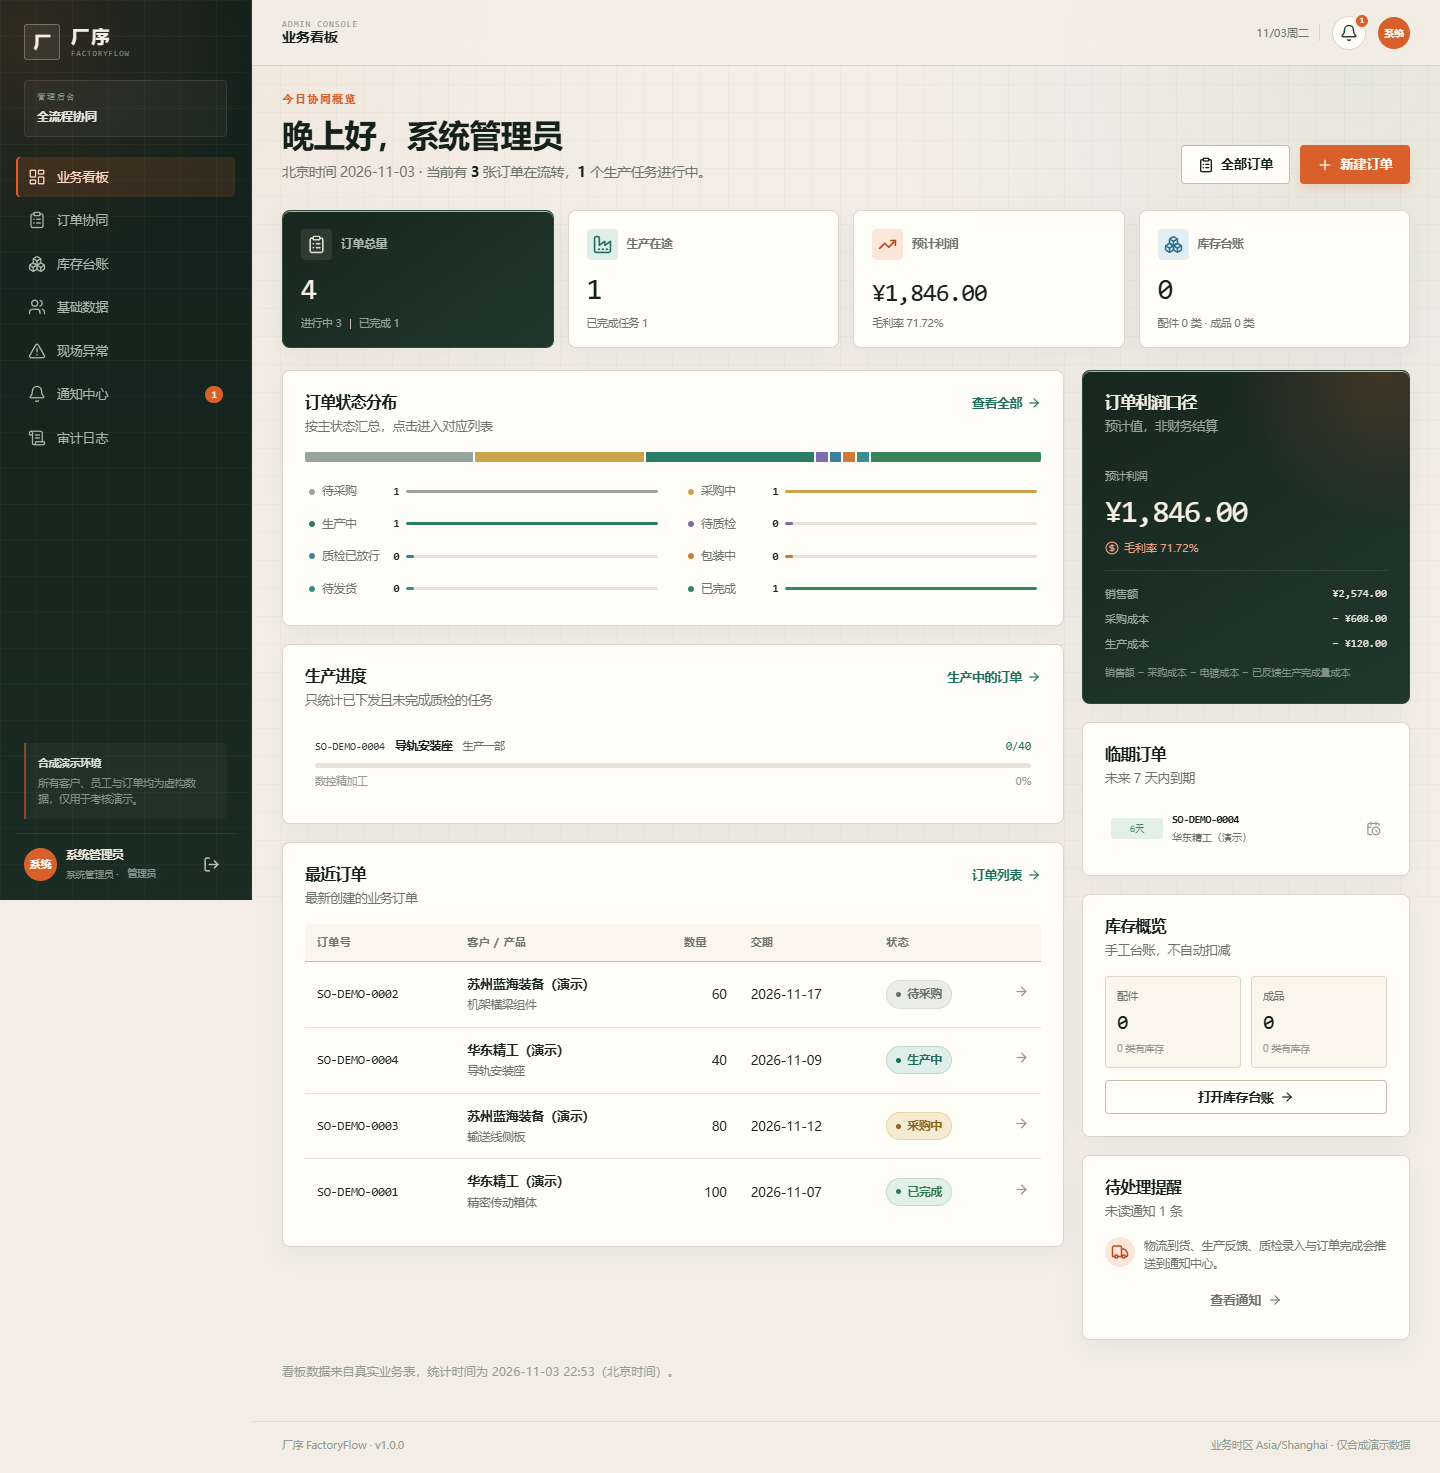 厂
厂序
FACTORYFLOW
管理后台
全流程协同
业务看板
订单协同
库存台账
基础数据
现场异常
通知中心
1
审计日志
合成演示环境
所有客户、员工与订单均为虚构数
据，仅用于考核演示。
系统
系统管理员
系统管理员 · 管理员
ADMIN CONSOLE
业务看板
11/03周二
1
系统
今日协同概览
晚上好，系统管理员
北京时间 2026-11-03 · 当前有 3 张订单在流转，1 个生产任务进行中。
全部订单
新建订单
订单总量
4
进行中 3 | 已完成 1
生产在途
1
已完成任务 1
预计利润
¥1,846.00
毛利率 71.72%
库存台账
0
配件 0 类 · 成品 0 类
订单状态分布
查看全部 →
按主状态汇总，点击进入对应列表
待采购 1
采购中 1
生产中 1
待质检 0
质检已放行 0
包装中 0
待发货 0
已完成 1
生产进度
生产中的订单 →
只统计已下发且未完成质检的任务
SO-DEMO-0004 导轨安装座 生产一部 0/40
数控精加工 0%
最近订单
订单列表 →
最新创建的业务订单
订单号 客户 / 产品 数量 交期 状态
SO-DEMO-0002 苏州蓝海装备（演示） 60 2026-11-17 待采购 →
机架横梁组件
SO-DEMO-0004 华东精工（演示） 40 2026-11-09 生产中 →
导轨安装座
SO-DEMO-0003 苏州蓝海装备（演示） 80 2026-11-12 采购中 →
输送线侧板
SO-DEMO-0001 华东精工（演示） 100 2026-11-07 已完成 →
精密传动箱体
订单利润口径
预计值，非财务结算
预计利润
¥1,846.00
毛利率 71.72%
销售额 ¥2,574.00
采购成本 − ¥608.00
生产成本 − ¥120.00
销售额 − 采购成本 − 电镀成本 − 已反馈生产完成量成本
临期订单
未来 7 天内到期
6天
SO-DEMO-0004
华东精工（演示）
库存概览
手工台账，不自动扣减
配件
0
0 类有库存
成品
0
0 类有库存
打开库存台账 →
待处理提醒
未读通知 1 条
物流到货、生产反馈、质检录入与订单完成会推
送到通知中心。
查看通知 →
看板数据来自真实业务表，统计时间为 2026-11-03 22:53（北京时间）。
厂序 FactoryFlow · v1.0.0
业务时区 Asia/Shanghai · 仅合成演示数据